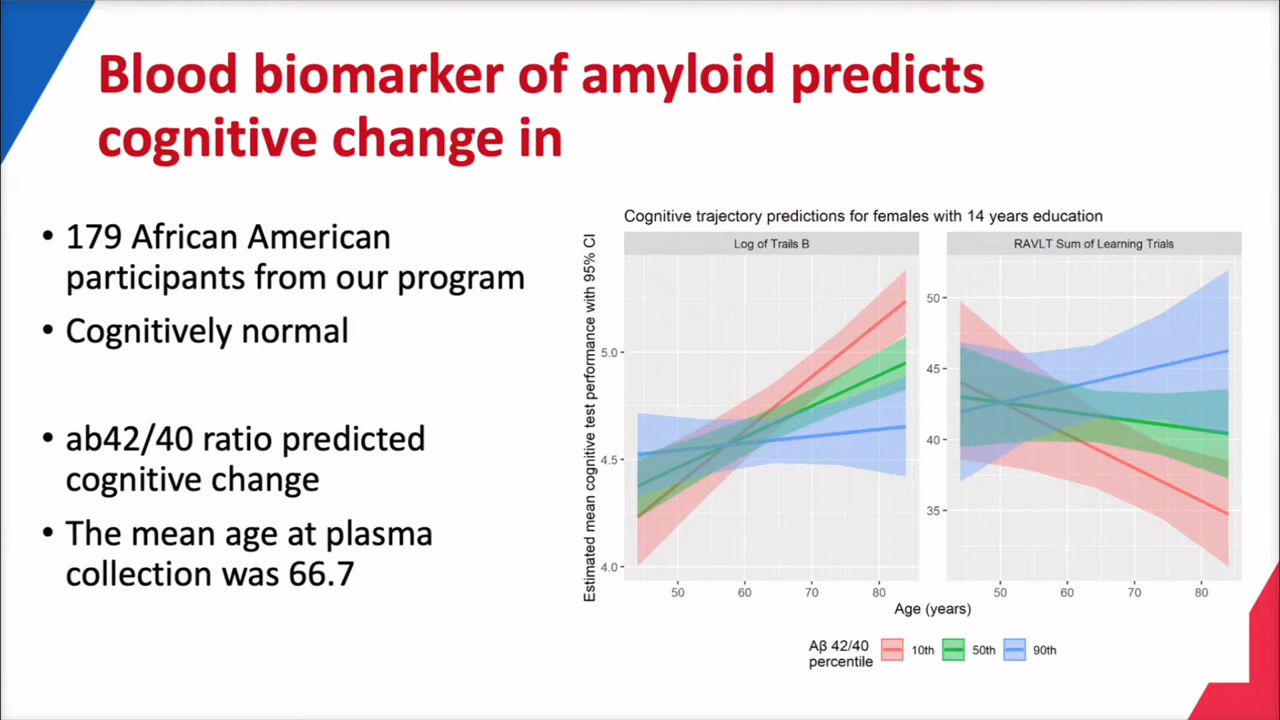 Blood biomarker of amyloid predicts
cognitive change in
• 179 African American
participants from our program
• Cognitively normal
• ab42/40 ratio predicted
cognitive change
• The mean age at plasma
collection was 66.7
Cognitive trajectory predictions for females with 14 years education
Estimated mean cognitive test performance with 95% CI
Log of Trails B
5.0
4.5
4.0
50 60 70 80
RAVLT Sum of Learning Trials
50
45
40
35
50 60 70 80
Age (years)
Aβ 42/40
percentile
10th 50th 90th